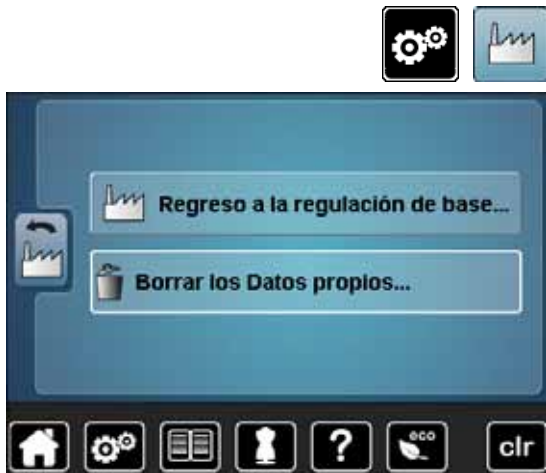 Regreso a la regulación de base...
Borrar los Datos propios...
? eco clr